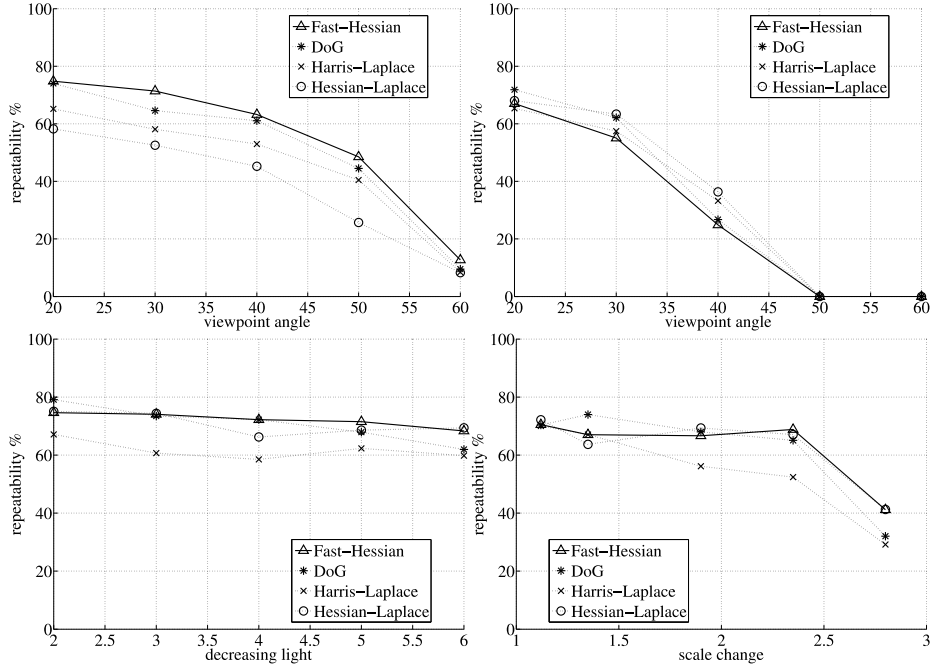 100
80
60
40
20
0
repeatability %
Fast−Hessian
DoG
Harris−Laplace
Hessian−Laplace
20 25 30 35 40 45 50 55 60
viewpoint angle
100
80
60
40
20
0
repeatability %
Fast−Hessian
DoG
Harris−Laplace
Hessian−Laplace
20 25 30 35 40 45 50 55 60
viewpoint angle
100
80
60
40
20
0
repeatability %
Fast−Hessian
DoG
Harris−Laplace
Hessian−Laplace
2 2.5 3 3.5 4 4.5 5 5.5 6
decreasing light
100
80
60
40
20
0
repeatability %
Fast−Hessian
DoG
Harris−Laplace
Hessian−Laplace
1 1.5 2 2.5 3
scale change